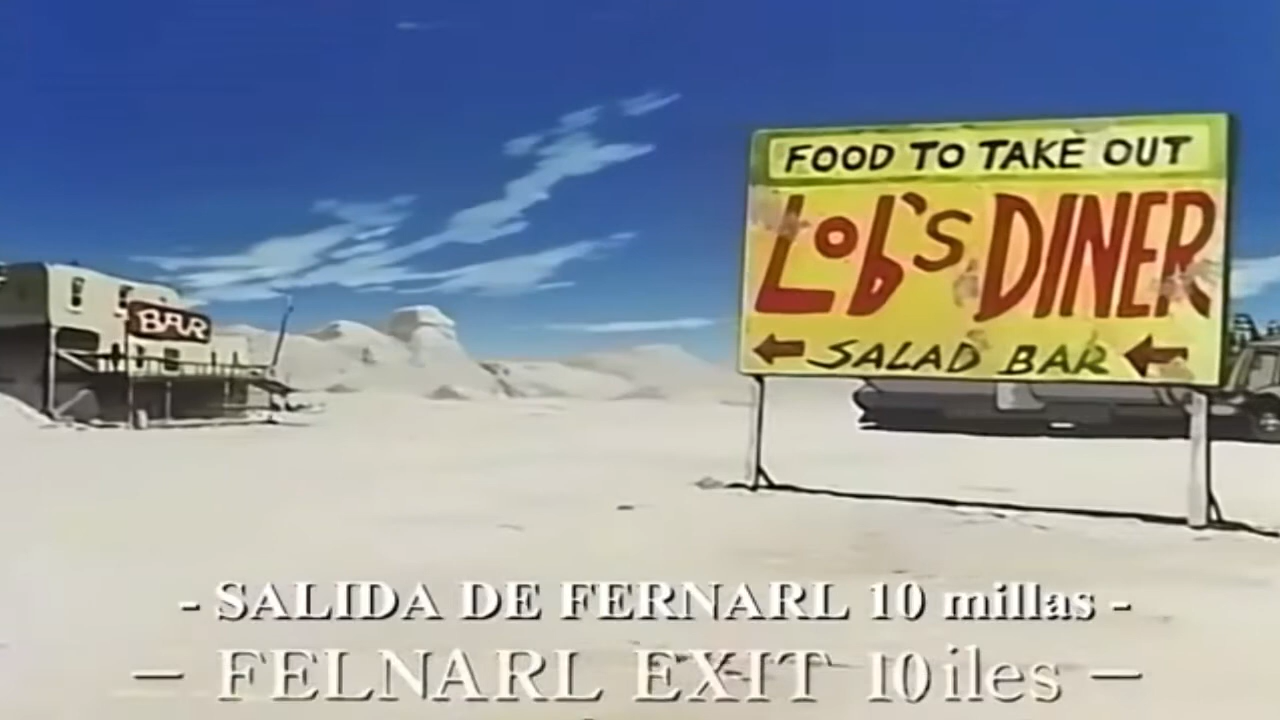 FOOD TO TAKE OUT
Lob's DINER
SALAD BAR
BAR
- SALIDA DE FERNARL 10 millas -
— FELNARL EXIT 10iles —